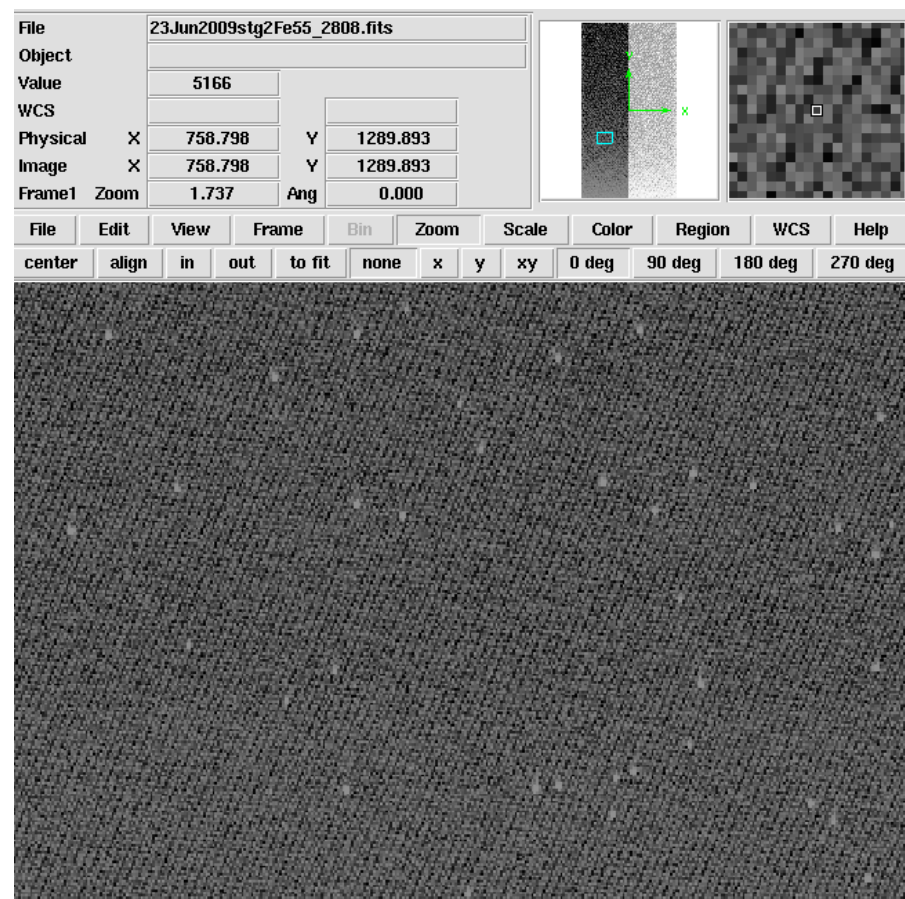 File 23Jun2009stg2Fe55_2808.fits
Object
Value 5166
WCS
Physical X 758.798 Y 1289.893
Image X 758.798 Y 1289.893
Frame1 Zoom 1.737 Ang 0.000
Y
X
File Edit View Frame Bin Zoom Scale Color Region WCS Help
center align in out to fit none x y xy 0 deg 90 deg 180 deg 270 deg